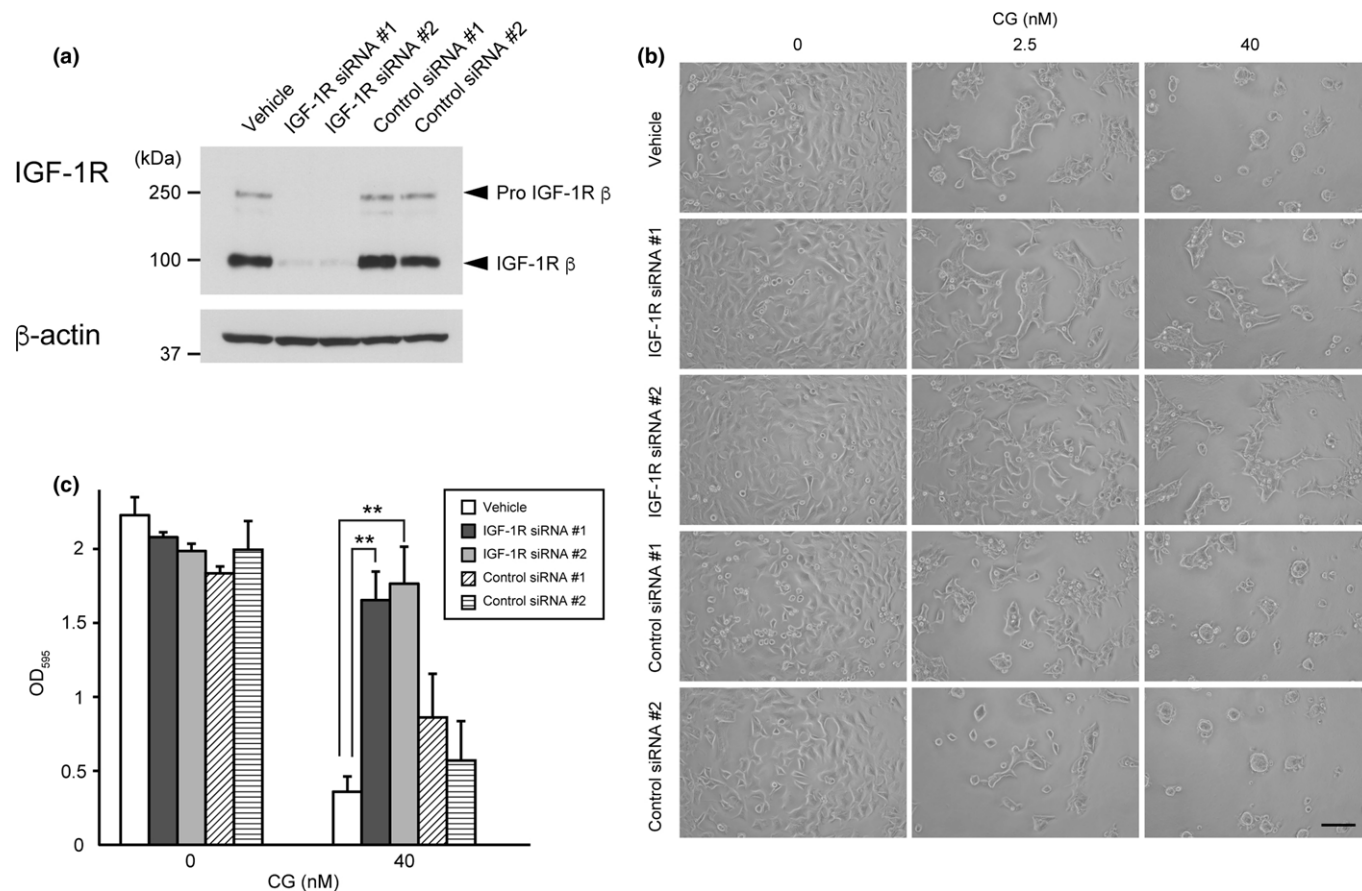 (a)
Vehicle
IGF-1R siRNA #1
IGF-1R siRNA #2
Control siRNA #1
Control siRNA #2
IGF-1R
(kDa)
250
Pro IGF-1R β
100
IGF-1R β
β-actin
37
(b)
CG (nM)
0 2.5 40
Vehicle
IGF-1R siRNA #1
IGF-1R siRNA #2
Control siRNA #1
Control siRNA #2
(c)
Vehicle
IGF-1R siRNA #1
IGF-1R siRNA #2
Control siRNA #1
Control siRNA #2
**
**
2
1.5
1
0.5
0
OD595
0 40
CG (nM)